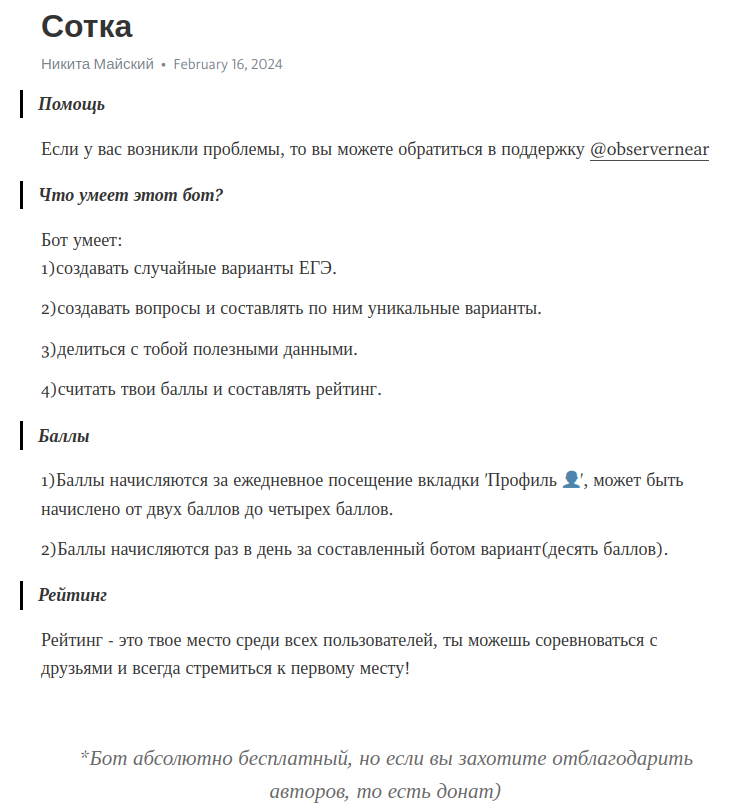 Сотка
Никита Майский • February 16, 2024
Помощь
Если у вас возникли проблемы, то вы можете обратиться в поддержку @observernear
Что умеет этот бот?
Бот умеет:
1)создавать случайные варианты ЕГЭ.
2)создавать вопросы и составлять по ним уникальные варианты.
3)делиться с тобой полезными данными.
4)считать твои баллы и составлять рейтинг.
Баллы
1)Баллы начисляются за ежедневное посещение вкладки 'Профиль 👤', может быть
начислено от двух баллов до четырех баллов.
2)Баллы начисляются раз в день за составленный ботом вариант(десять баллов).
Рейтинг
Рейтинг - это твое место среди всех пользователей, ты можешь соревноваться с
друзьями и всегда стремиться к первому месту!
*Бот абсолютно бесплатный, но если вы захотите отблагодарить
авторов, то есть донат)